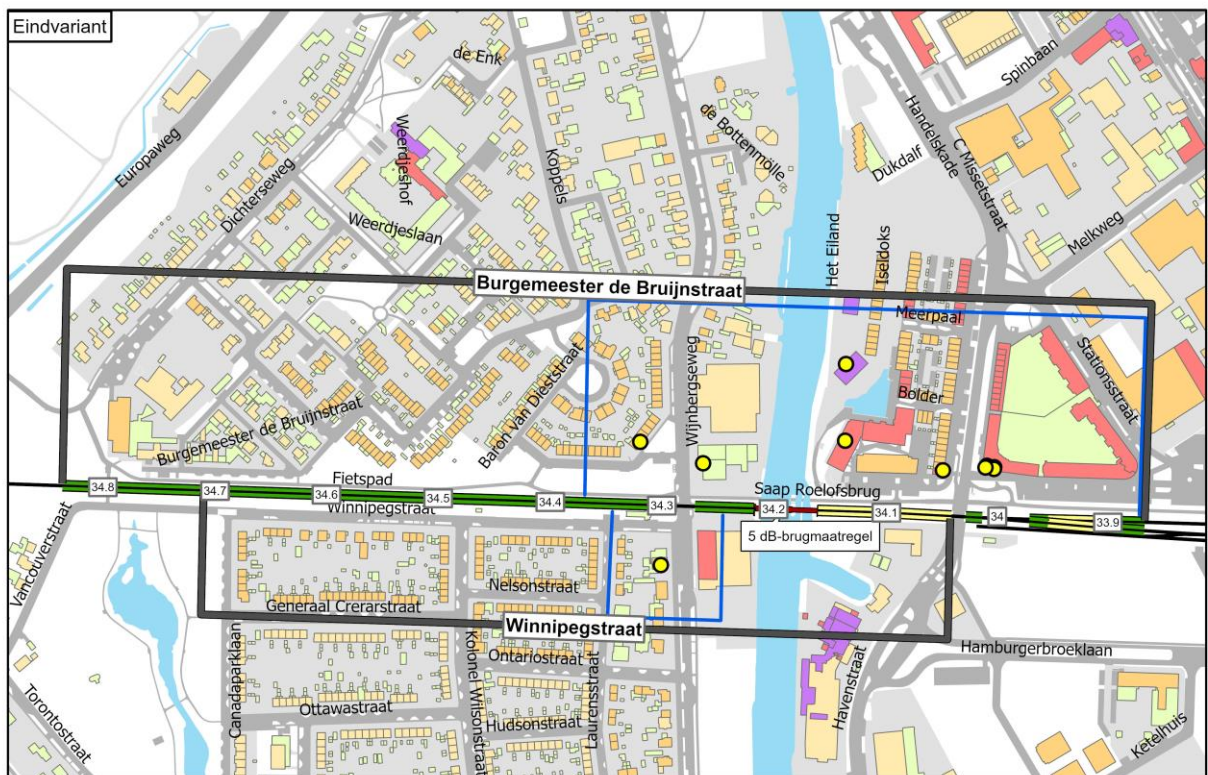 Eindvariant
de Enk
Spinbaan
Europaweg
Weerdjeshof
Koppels
de Bottenmölle
Handelskade
C Missetstraat
Dukdalf
Dichterseweg
Weerdjeslaan
Het Eiland
Iseldoks
Melkweg
Burgemeester de Bruijnstraat
Meerpaal
Stationsstraat
Baron van Dieststraat
Wijnbergseweg
Bolder
Burgemeester de Bruijnstraat
Fietspad
Saap Roelofsbrug
34.8
34.7
34.6
34.5
34.4
34.3
34.2
34.1
34
33.9
Winnipegstraat
5 dB-brugmaatregel
Vancouverstraat
Nelsonstraat
Generaal Crerarstraat
Winnipegstraat
Canadaparklaan
Kolonel Wilsonstraat
Ontariostraat
Laurensstraat
Hamburgerbroeklaan
Havenstraat
Torontostraat
Ottawastraat
Hudsonstraat
Ketelhuis